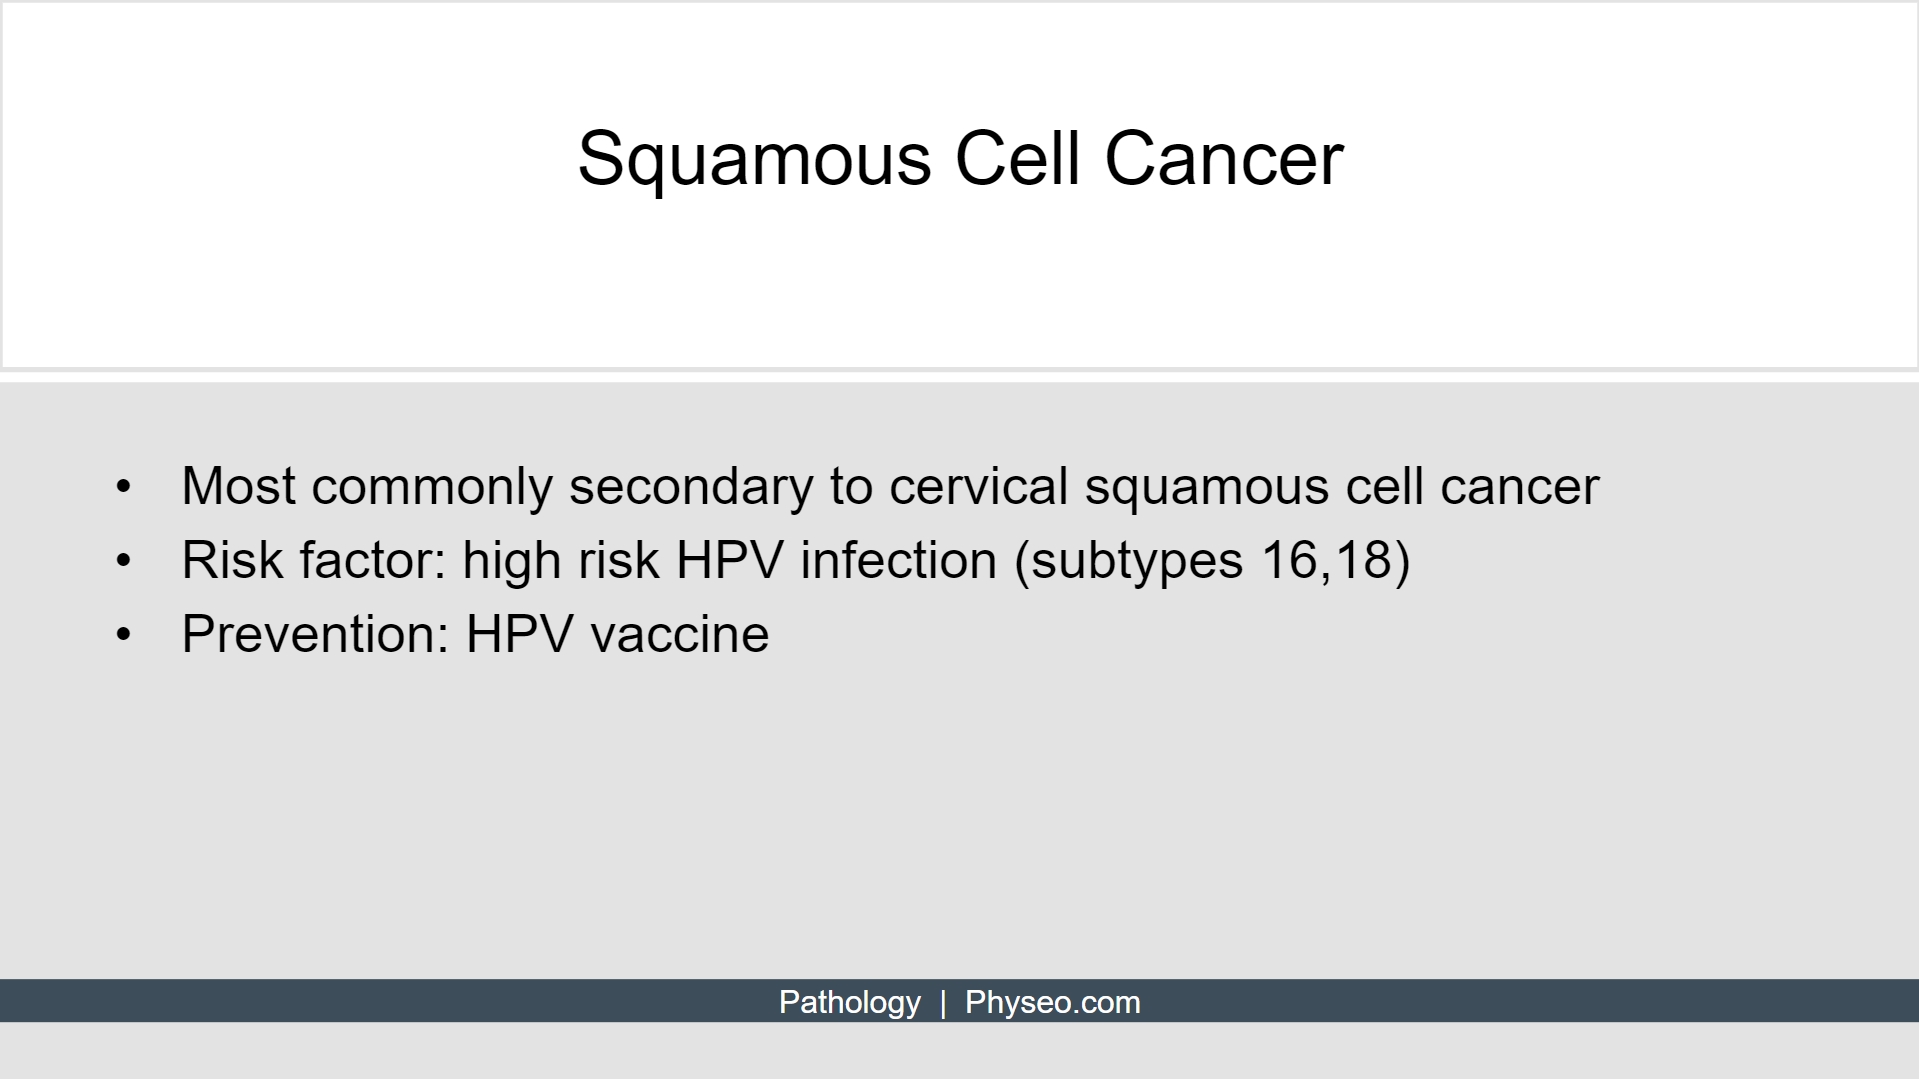 Squamous Cell Cancer
• Most commonly secondary to cervical squamous cell cancer
• Risk factor: high risk HPV infection (subtypes 16,18)
• Prevention: HPV vaccine
Pathology | Physeo.com